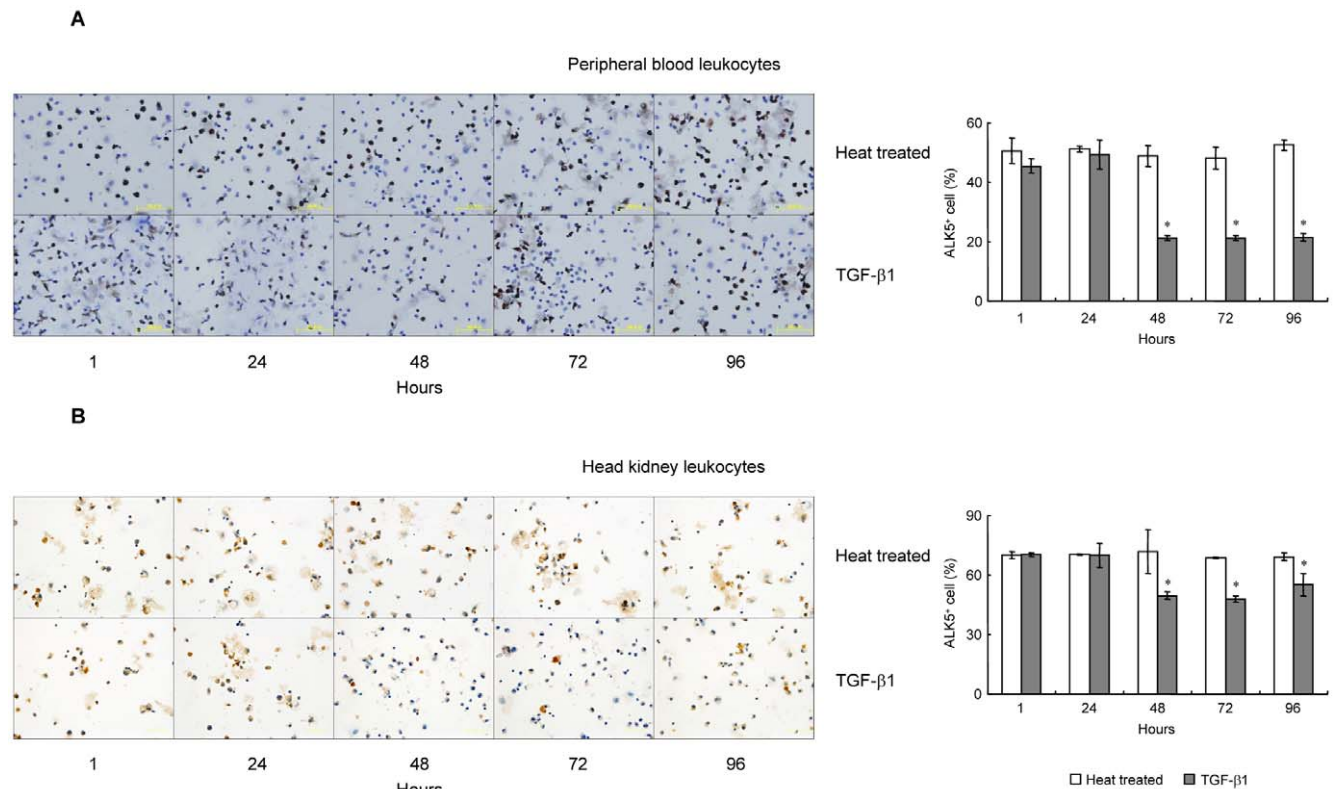 A
Peripheral blood leukocytes
Heat treated
TGF-β1
1 24 48 72 96
Hours
60
40
20
0
ALK5⁺ cell (%)
* * *
1 24 48 72 96
Hours
B
Head kidney leukocytes
Heat treated
TGF-β1
1 24 48 72 96
Hours
90
60
30
0
ALK5⁺ cell (%)
* * *
1 24 48 72 96
Hours
Heat treated TGF-β1